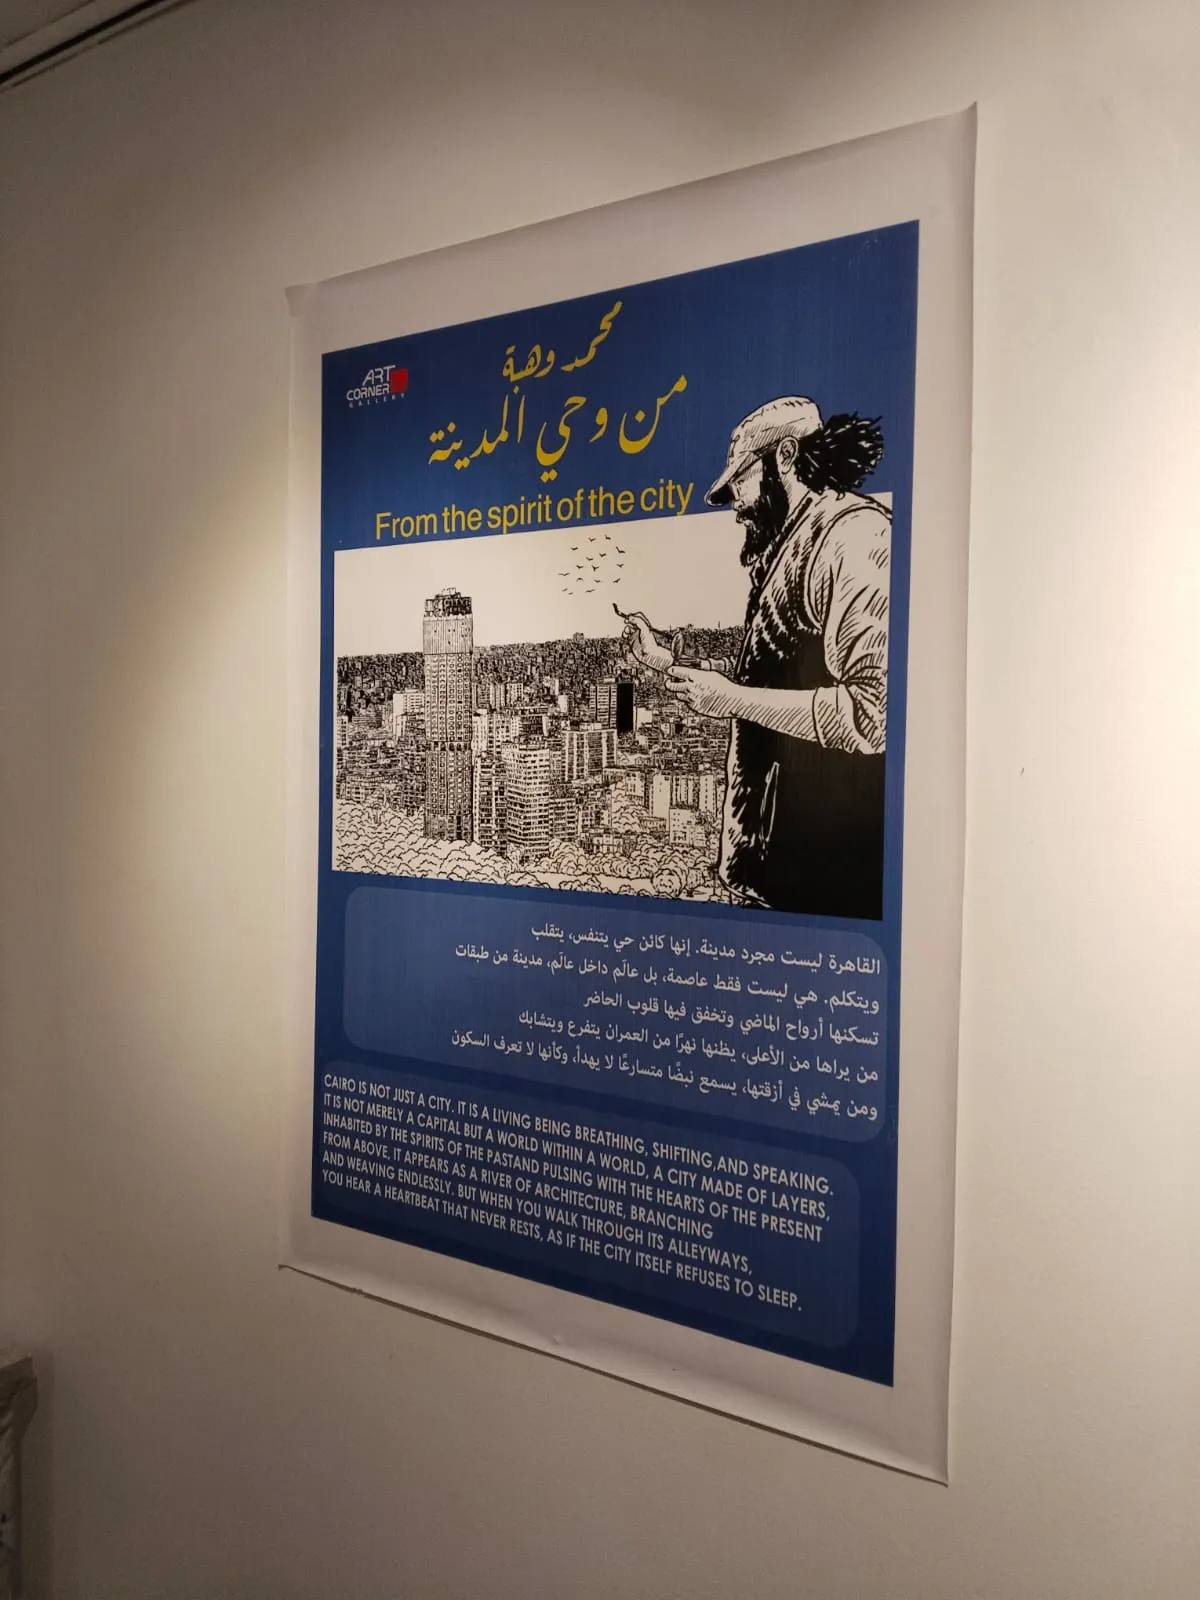 ART
CORNER
GALLERY
محمد وهبة
من وحي المدينة
From the spirit of the city
القاهرة ليست مجرد مدينة. إنها كائن حي يتنفس، يتقلب
ويتكلم. هي ليست فقط عاصمة، بل عالَم داخل عالَم، مدينة من طبقات
تسكنها أرواح الماضي وتخفق فيها قلوب الحاضر
من يراها من الأعلى، يظنها نهرًا من العمران يتفرع ويتشابك
ومن يمشي في أزقتها، يسمع نبضًا متسارعًا لا يهدأ، وكأنها لا تعرف السكون
CAIRO IS NOT JUST A CITY. IT IS A LIVING BEING BREATHING, SHIFTING,AND SPEAKING.
IT IS NOT MERELY A CAPITAL BUT A WORLD WITHIN A WORLD, A CITY MADE OF LAYERS,
INHABITED BY THE SPIRITS OF THE PASTAND PULSING WITH THE HEARTS OF THE PRESENT
FROM ABOVE, IT APPEARS AS A RIVER OF ARCHITECTURE, BRANCHING
AND WEAVING ENDLESSLY. BUT WHEN YOU WALK THROUGH ITS ALLEYWAYS,
YOU HEAR A HEARTBEAT THAT NEVER RESTS, AS IF THE CITY ITSELF REFUSES TO SLEEP.